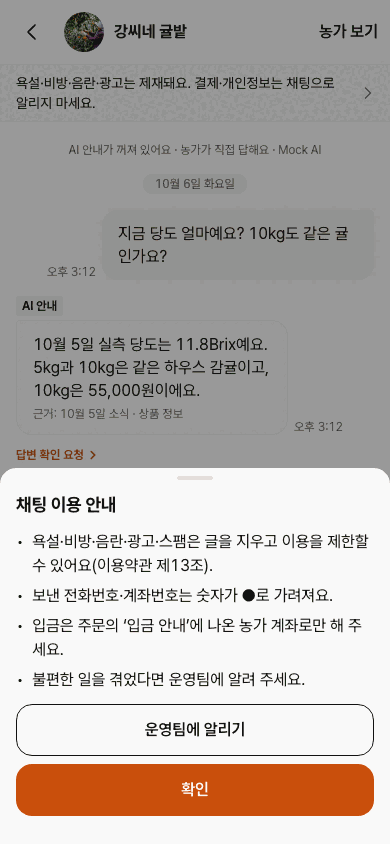 강씨네 귤밭
농가 보기
욕설·비방·음란·광고는 제재돼요. 결제·개인정보는 채팅으로
알리지 마세요.
AI 안내가 꺼져 있어요 · 농가가 직접 답해요 · Mock AI
10월 6일 화요일
지금 당도 얼마예요? 10kg도 같은 귤
인가요?
오후 3:12
AI 안내
10월 5일 실측 당도는 11.8Brix예요.
5kg과 10kg은 같은 하우스 감귤이고,
10kg은 55,000원이에요.
근거: 10월 5일 소식 · 상품 정보
오후 3:12
답변 확인 요청
채팅 이용 안내
• 욕설·비방·음란·광고·스팸은 글을 지우고 이용을 제한할
수 있어요(이용약관 제13조).
• 보낸 전화번호·계좌번호는 숫자가 ●로 가려져요.
• 입금은 주문의 ‘입금 안내’에 나온 농가 계좌로만 해 주
세요.
• 불편한 일을 겪었다면 운영팀에 알려 주세요.
운영팀에 알리기
확인